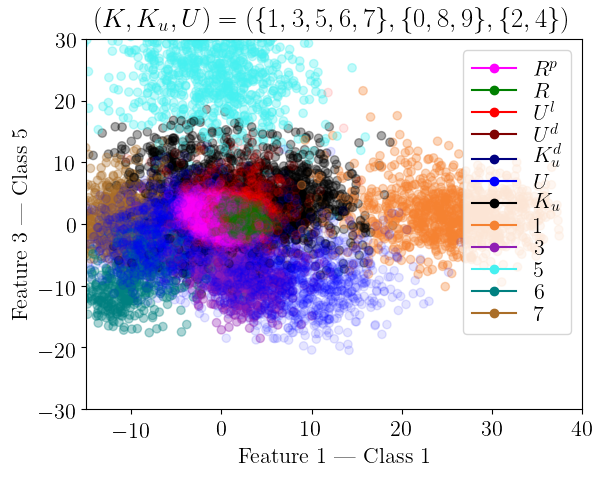 (K, K_u, U) = ({1, 3, 5, 6, 7}, {0, 8, 9}, {2, 4})
Feature 3 — Class 5
30
20
10
0
−10
−20
−30
−10
0
10
20
30
40
Feature 1 — Class 1
R^p
R
U^l
U^d
K_u^d
U
K_u
1
3
5
6
7